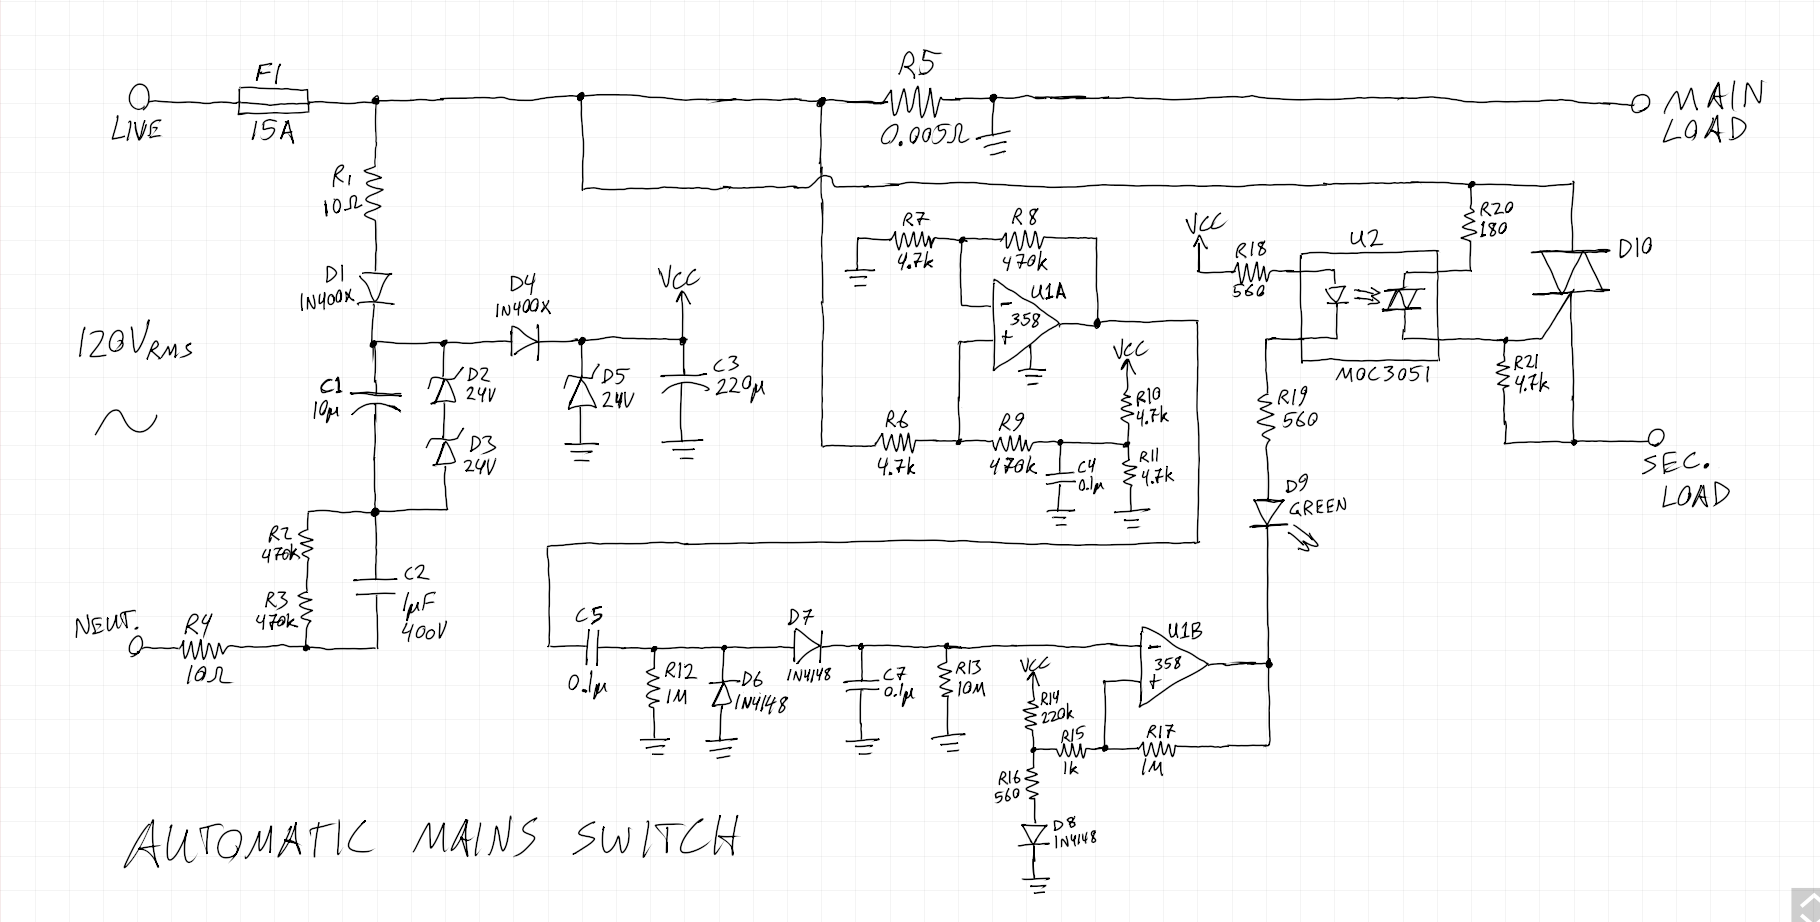 F1
15A
LIVE
R5
0.005Ω
MAIN
LOAD
R1
10Ω
D1
1N400X
D4
1N400X
VCC
120VRMS
C1
10µ
D2
24V
D3
24V
D5
24V
C3
220µ
R7
4.7k
R8
470k
U1A
358
-
+
R6
4.7k
R9
470k
C4
0.1µ
VCC
R10
4.7k
R11
4.7k
VCC
R18
560
U2
MOC3051
R20
180
D10
R21
4.7k
R19
560
D9
GREEN
SEC.
LOAD
R2
470k
R3
470k
C2
1µF
400V
NEUT.
R4
10Ω
C5
0.1µ
R12
1M
D6
1N4148
D7
1N4148
C7
0.1µ
R13
10M
VCC
R14
220k
R15
1k
R16
560
D8
1N4148
R17
1M
U1B
358
-
+
AUTOMATIC MAINS SWITCH